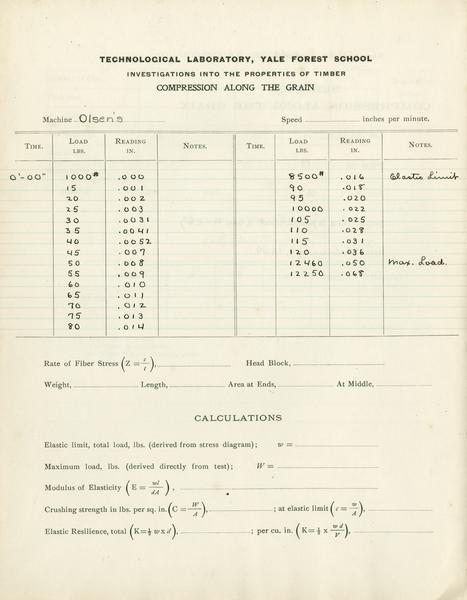 TECHNOLOGICAL LABORATORY, YALE FOREST SCHOOL
INVESTIGATIONS INTO THE PROPERTIES OF TIMBER
COMPRESSION ALONG THE GRAIN
Machine Olsen's Speed inches per minute.
TIME. LOAD LBS. READING IN. NOTES. TIME. LOAD LBS. READING IN. NOTES.
0'-00" 1000# .000 8500# .016 Elastic Limit
15 .001 90 .018
20 .002 95 .020
25 .003 10000 .022
30 .0031 105 .025
35 .0041 110 .028
40 .0052 115 .031
45 .007 120 .036
50 .008 12460 .050 Max. Load.
55 .009 12250 .068
60 .010
65 .011
70 .012
75 .013
80 .014
Rate of Fiber Stress (Z = z/t), Head Block,
Weight, Length, Area at Ends, At Middle,
CALCULATIONS
Elastic limit, total load, lbs. (derived from stress diagram); w =
Maximum load, lbs. (derived directly from test); W =
Modulus of Elasticity (E = wl/dA),
Crushing strength in lbs. per sq. in. (C = W/A), ; at elastic limit (c = w/A),
Elastic Resilience, total (K=½ w x d), ; per cu. in. (K=½ x wd/V),